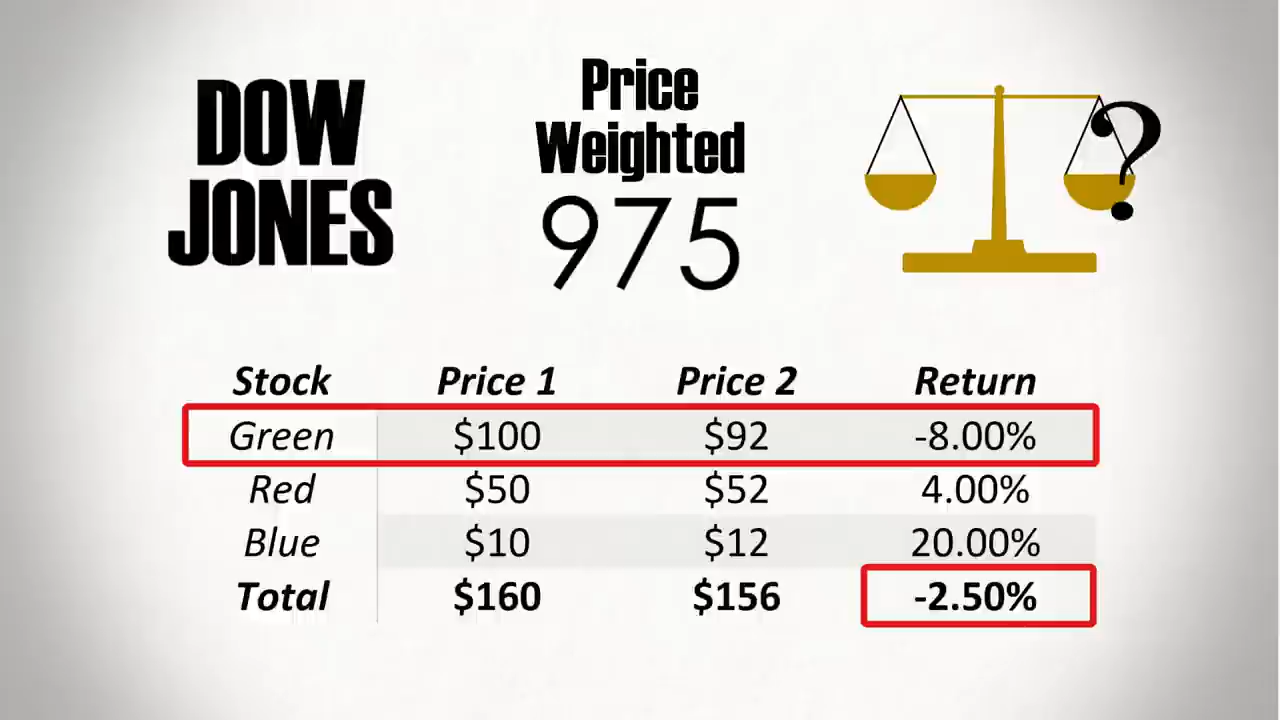 DOW
JONES
Price
Weighted
975
?
Stock Price 1 Price 2 Return
Green $100 $92 -8.00%
Red $50 $52 4.00%
Blue $10 $12 20.00%
Total $160 $156 -2.50%